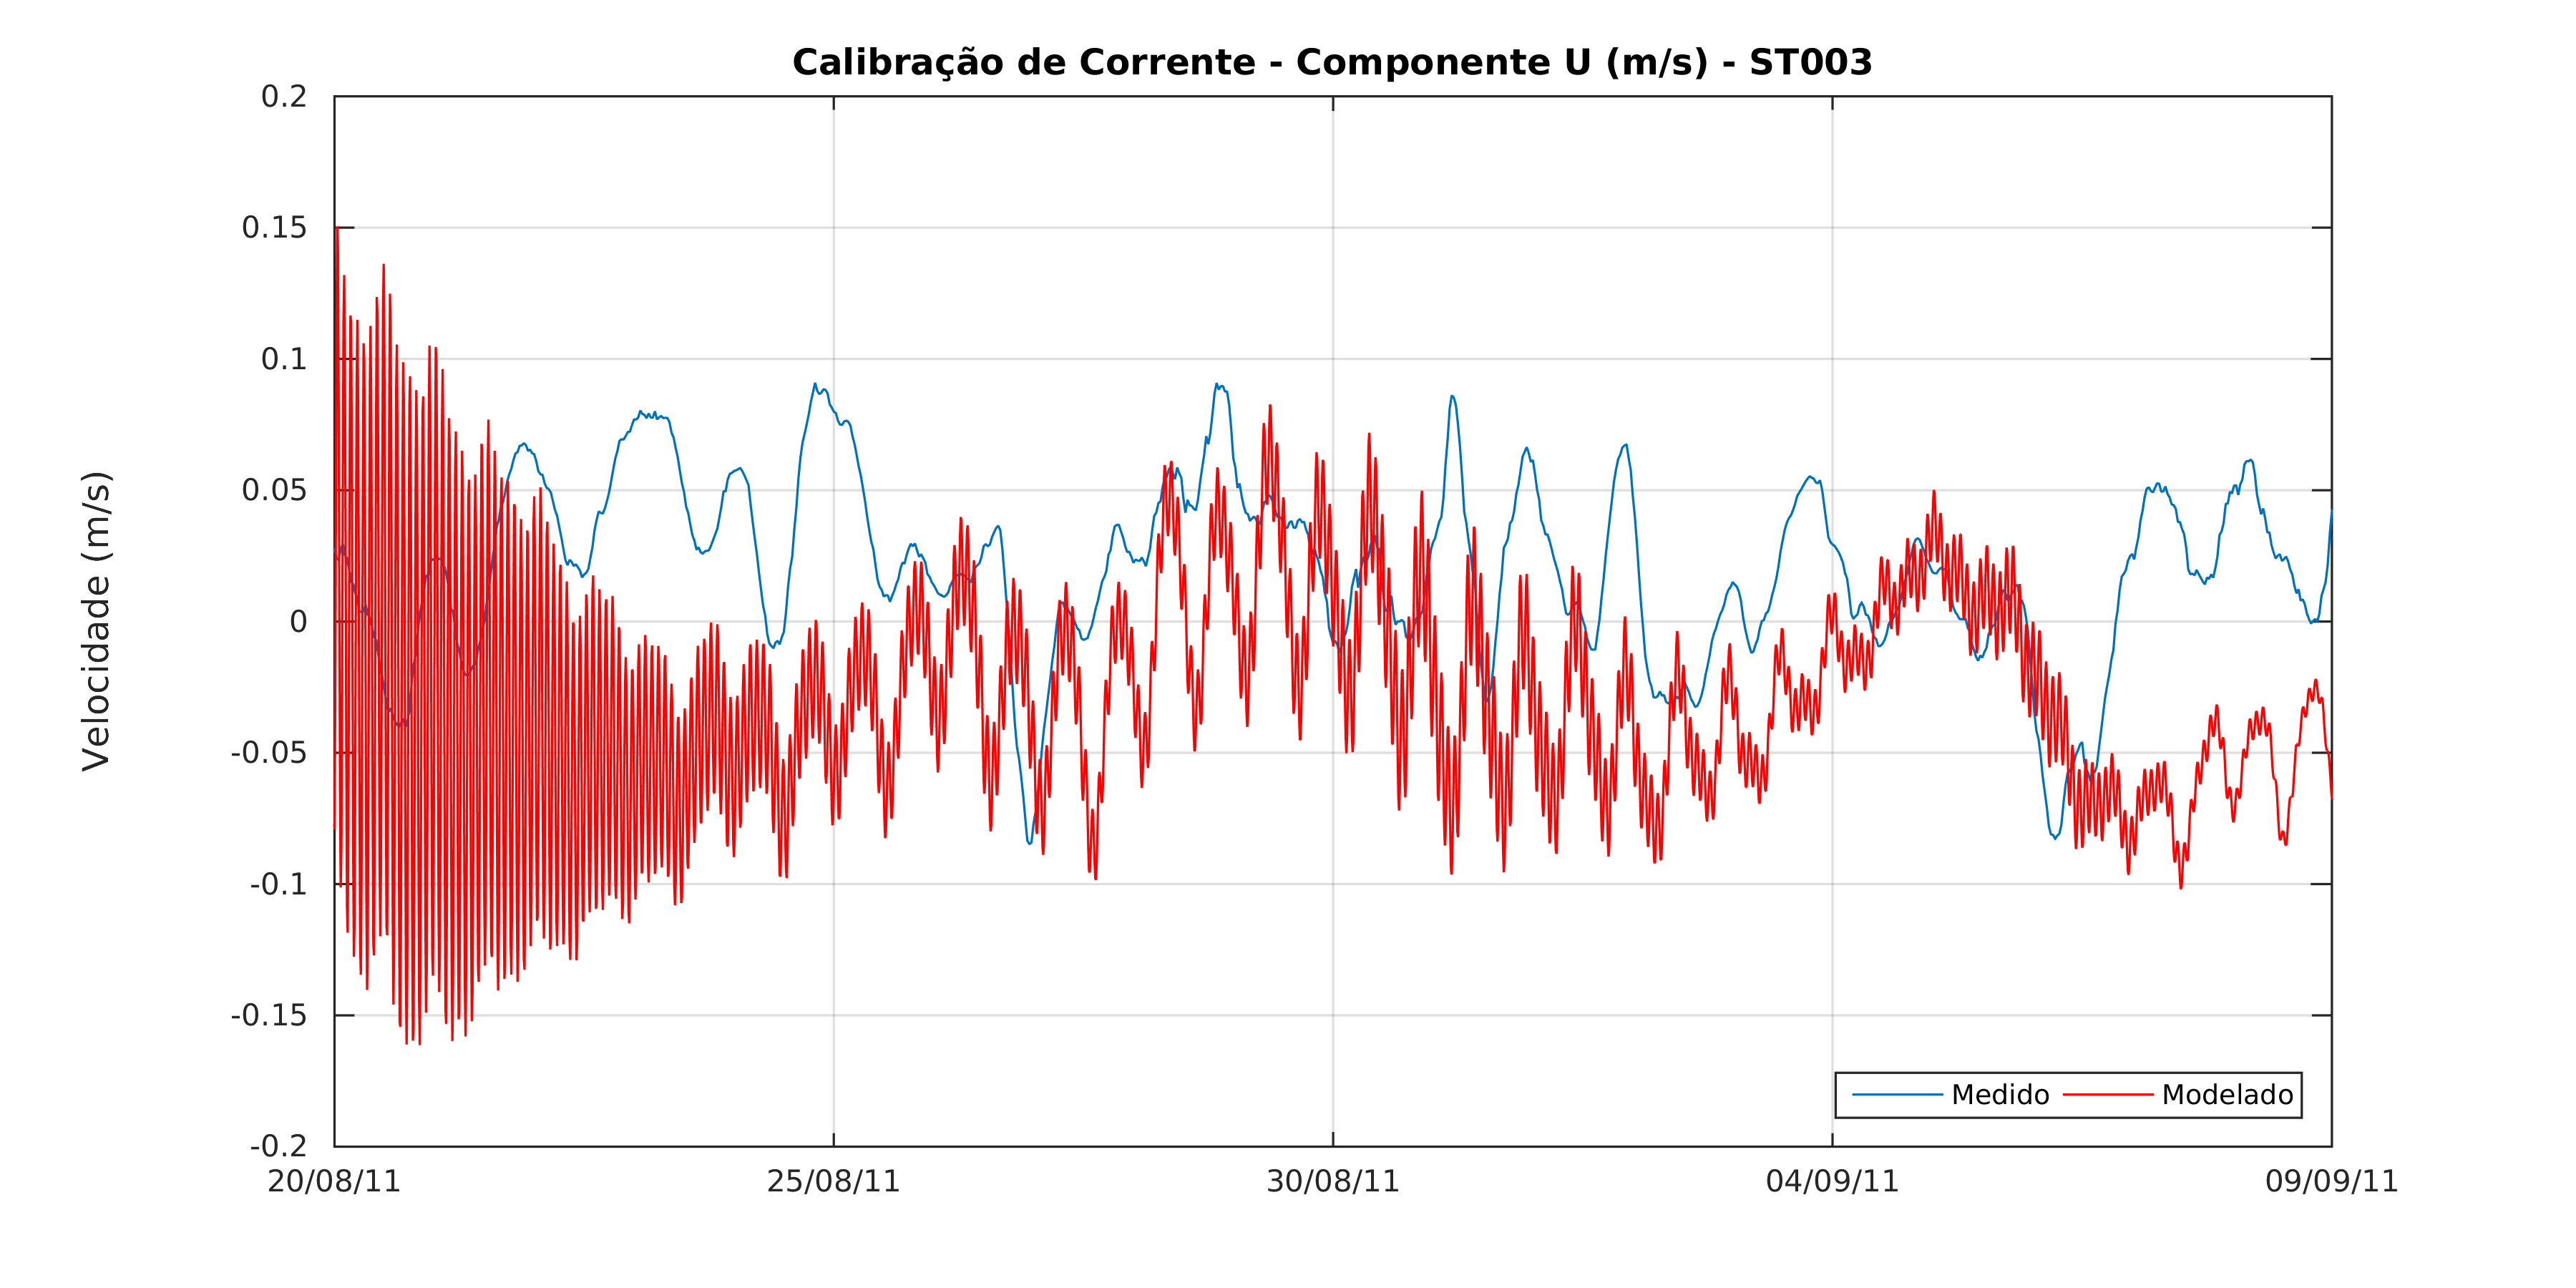 Calibração de Corrente - Componente U (m/s) - ST003
0.2
0.15
0.1
0.05
0
-0.05
-0.1
-0.15
-0.2
Velocidade (m/s)
20/08/11 25/08/11 30/08/11 04/09/11 09/09/11
Medido Modelado